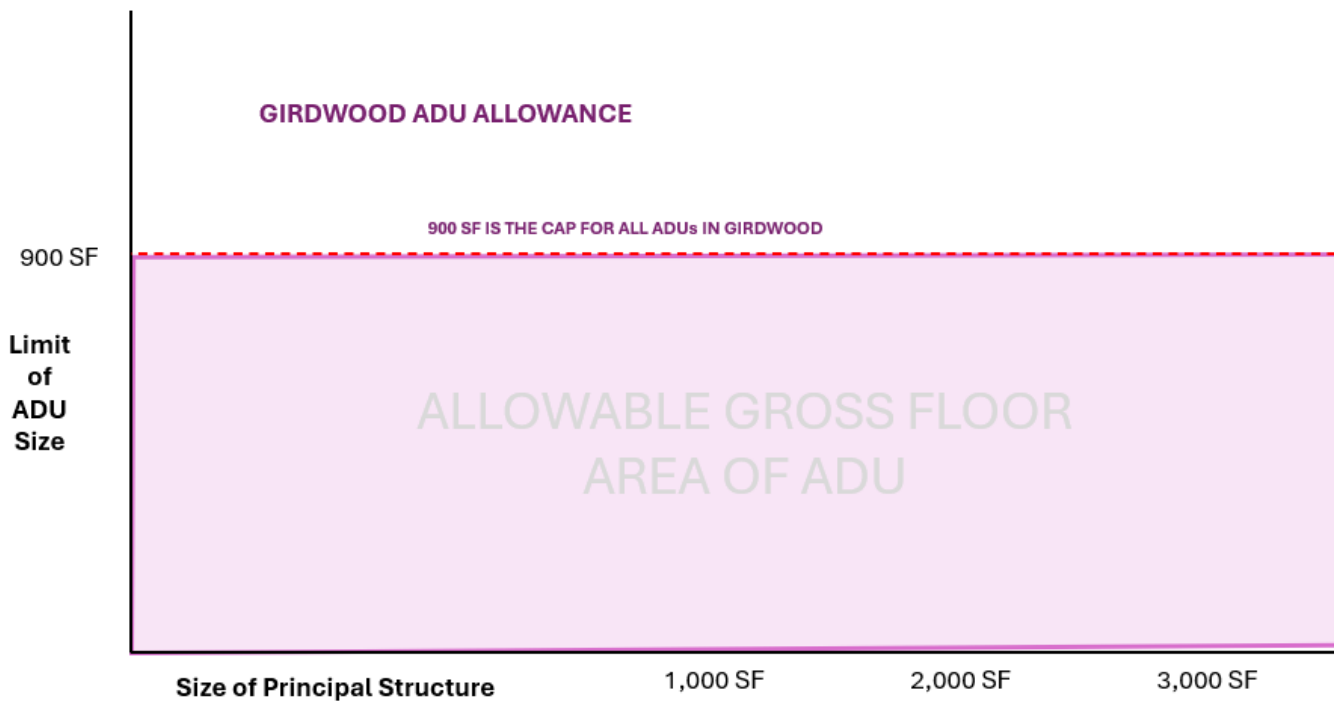 GIRDWOOD ADU ALLOWANCE
900 SF IS THE CAP FOR ALL ADUs IN GIRDWOOD
900 SF
Limit
of
ADU
Size
ALLOWABLE GROSS FLOOR
AREA OF ADU
Size of Principal Structure
1,000 SF
2,000 SF
3,000 SF